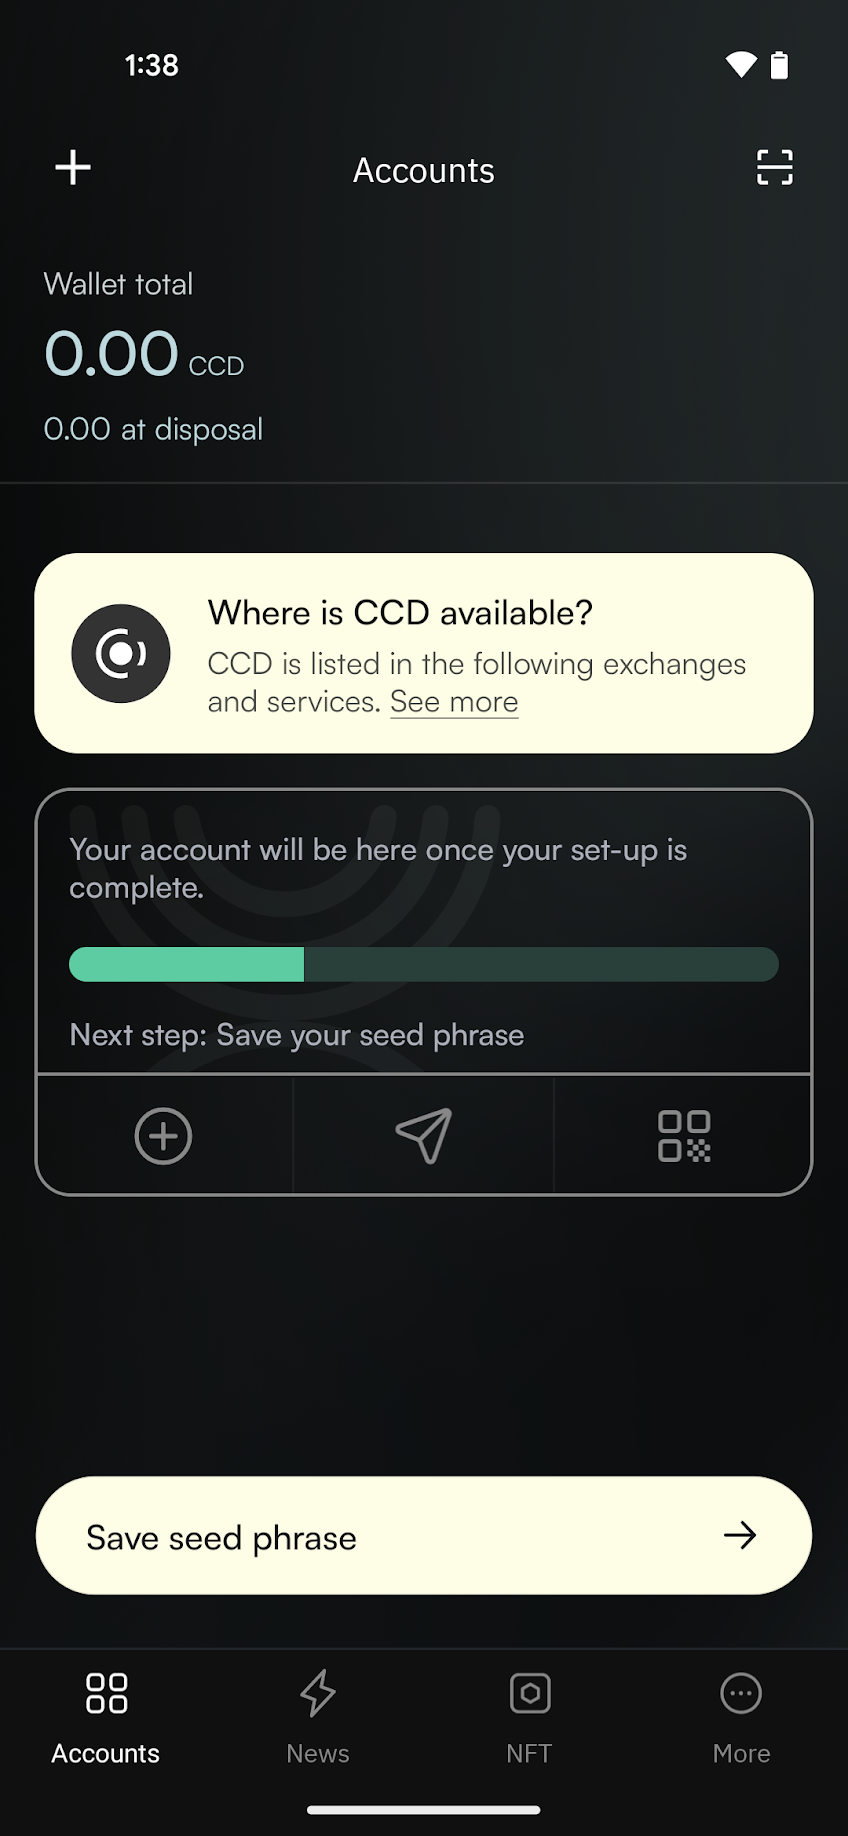 1:38
Accounts
Wallet total
0.00 CCD
0.00 at disposal
Where is CCD available?
CCD is listed in the following exchanges
and services. See more
Your account will be here once your set-up is
complete.
Next step: Save your seed phrase
Save seed phrase
Accounts
News
NFT
More